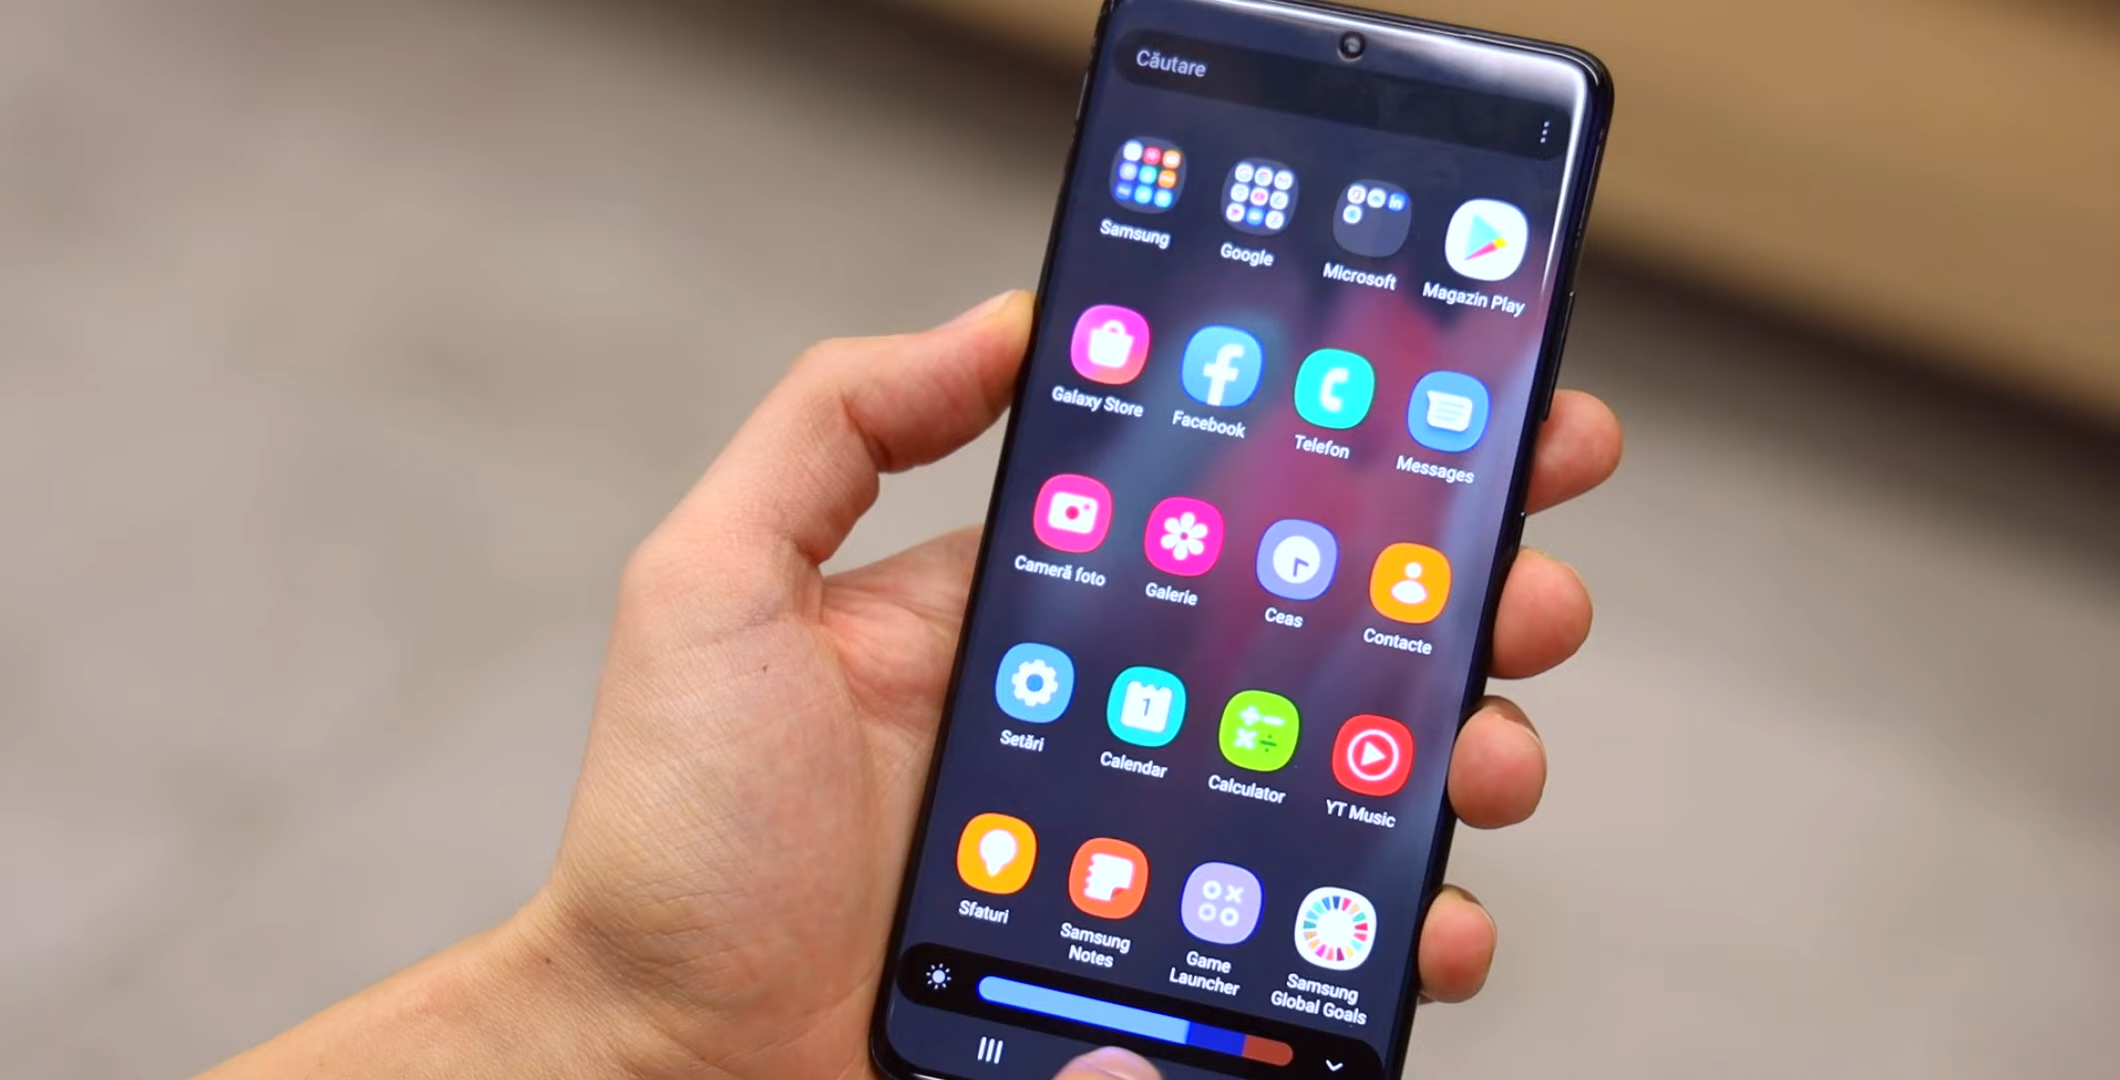 Căutare
Samsung
Google
Microsoft
Magazin Play
Galaxy Store
Facebook
Telefon
Messages
Cameră foto
Galerie
Ceas
Contacte
Setări
1
Calendar
Calculator
YT Music
Sfaturi
Samsung
Notes
Game
Launcher
Samsung
Global Goals